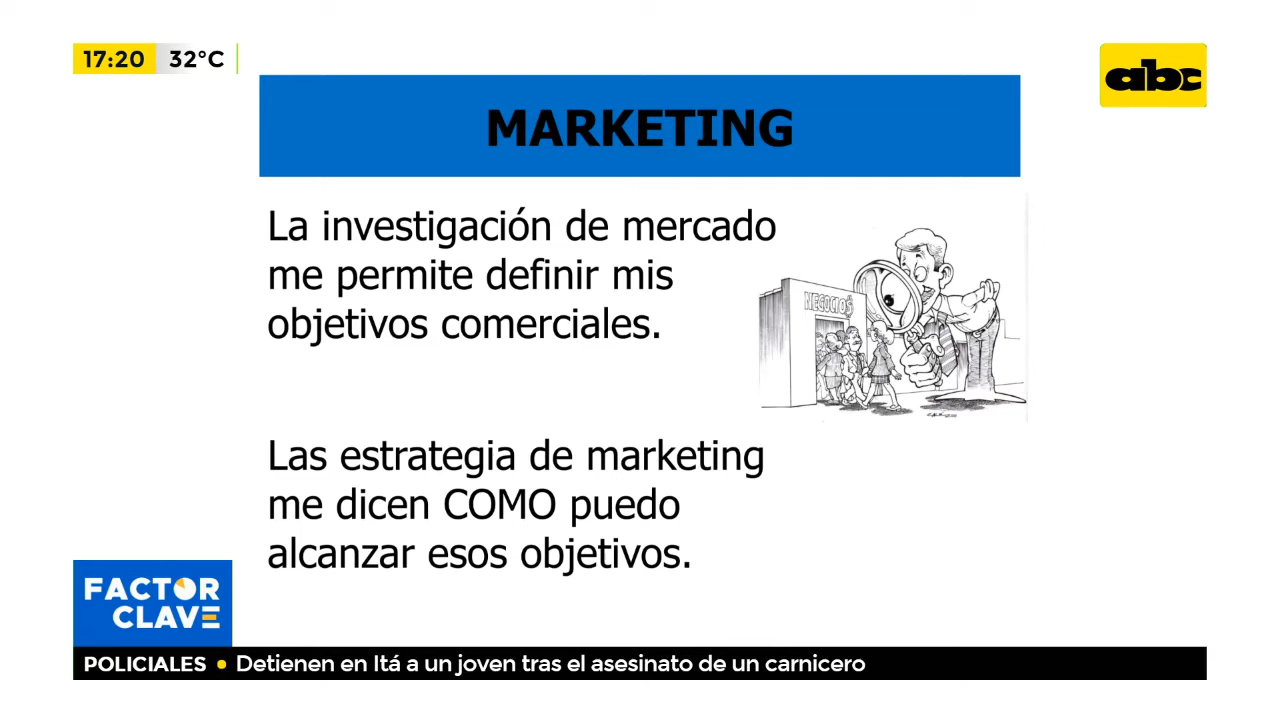 17:20 32°C
abc
MARKETING
La investigación de mercado
me permite definir mis
objetivos comerciales.
NEGOCIOS
Las estrategia de marketing
me dicen COMO puedo
alcanzar esos objetivos.
FACTOR
CLAVE
POLICIALES • Detienen en Itá a un joven tras el asesinato de un carnicero